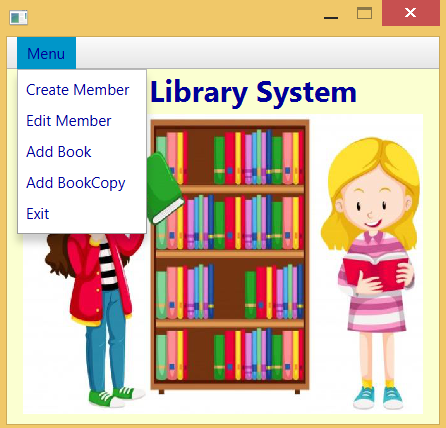 Menu
Library System
Create Member
Edit Member
Add Book
Add BookCopy
Exit